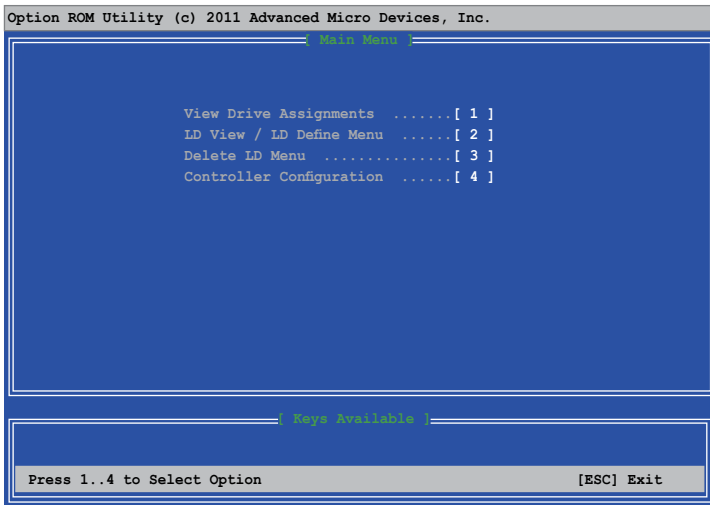 Option ROM Utility (c) 2011 Advanced Micro Devices, Inc.
[ Main Menu ]
View Drive Assignments .......[ 1 ]
LD View / LD Define Menu ......[ 2 ]
Delete LD Menu ...............[ 3 ]
Controller Configuration ......[ 4 ]
[ Keys Available ]
Press 1..4 to Select Option [ESC] Exit